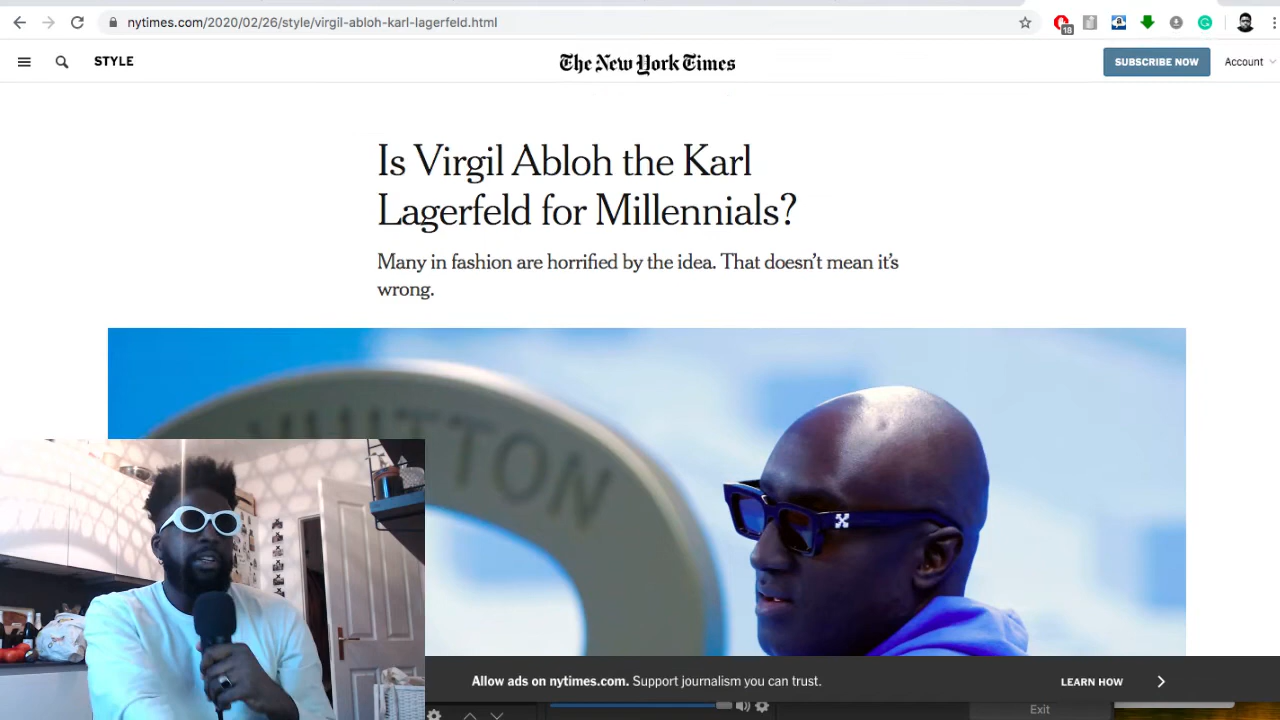 nytimes.com/2020/02/26/style/virgil-abloh-karl-lagerfeld.html
18
STYLE
The New York Times
SUBSCRIBE NOW
Account
Is Virgil Abloh the Karl
Lagerfeld for Millennials?
Many in fashion are horrified by the idea. That doesn’t mean it’s
wrong.
VUITTON
Allow ads on nytimes.com. Support journalism you can trust.
LEARN HOW
Exit